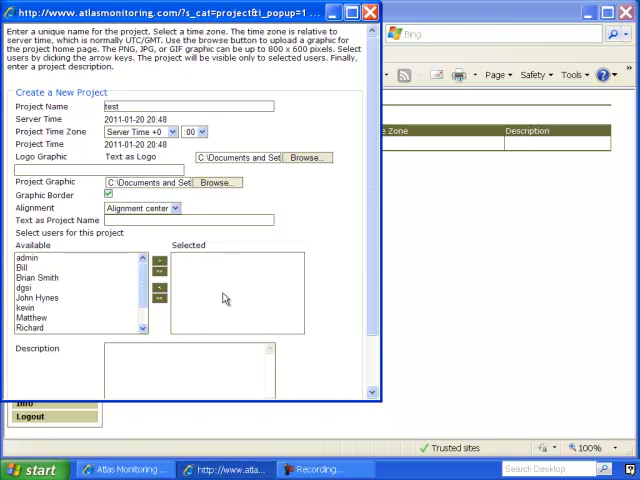 http://www.atlasmonitoring.com/?s_cat=project&i_popup=1 ...
Bing
Enter a unique name for the project. Select a time zone. The time zone is relative to
server time, which is normally UTC/GMT. Use the browse button to upload a graphic for
the project home page. The PNG, JPG, or GIF graphic can be up to 800 x 600 pixels. Select
users by clicking the arrow keys. The project will be visible only to selected users. Finally,
enter a project description.
Page
Safety
Tools
Create a New Project
Project Name test
Server Time 2011-01-20 20:48
Project Time Zone Server Time +0 :00
Project Time 2011-01-20 20:48
e Zone Description
Logo Graphic Text as Logo C:\Documents and Set Browse...
Project Graphic C:\Documents and Set Browse...
Graphic Border
Alignment Alignment center
Text as Project Name
Select users for this project
Available Selected
admin
Bill
Brian Smith
dgsi
John Hynes
kevin
Matthew
Richard
>
>>
<
<<
Description
Info
Logout
Trusted sites 100%
start Atlas Monitoring ... http://www.atla... Recording... Search Desktop